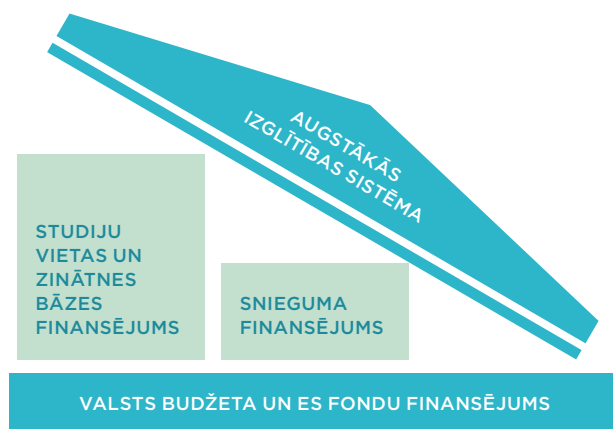 AUGSTĀKĀS
IZGLĪTĪBAS SISTĒMA
STUDIJU
VIETAS UN
ZINĀTNES
BĀZES
FINANSĒJUMS
SNIEGUMA
FINANSĒJUMS
VALSTS BUDŽETA UN ES FONDU FINANSĒJUMS